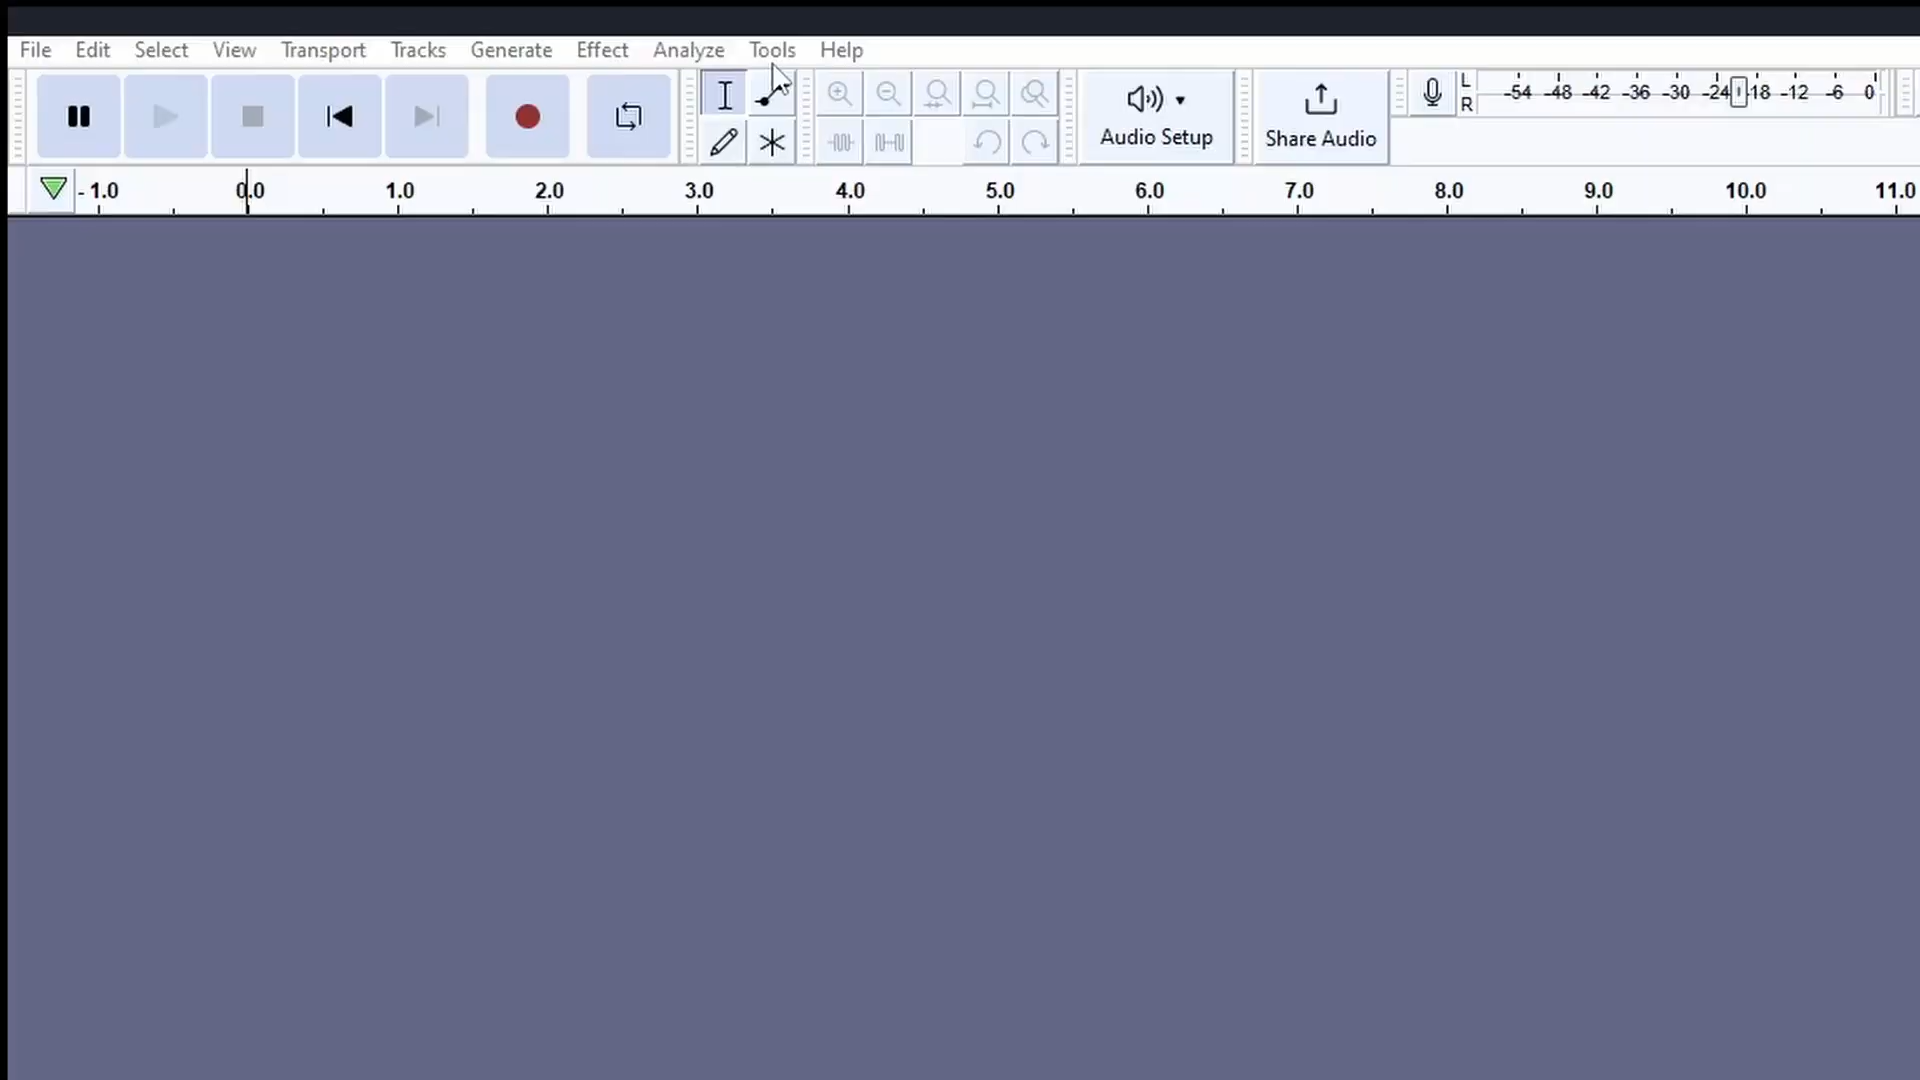 File Edit Select View Transport Tracks Generate Effect Analyze Tools Help
L -54 -48 -42 -36 -30 -24 -18 -12 -6 0
R
Audio Setup Share Audio
-1.0 0.0 1.0 2.0 3.0 4.0 5.0 6.0 7.0 8.0 9.0 10.0 11.0